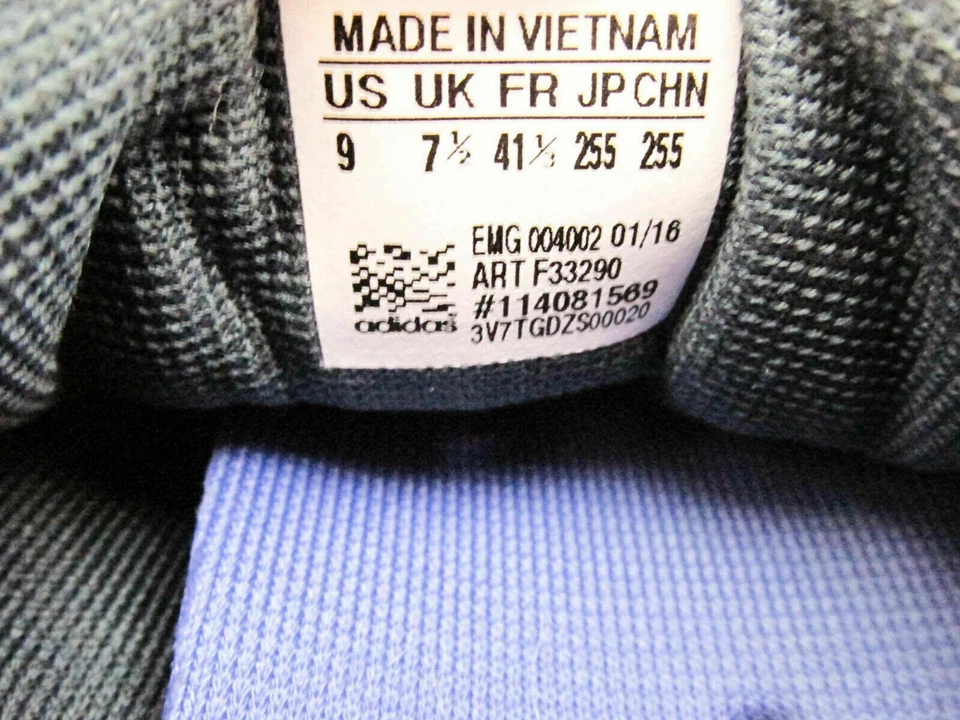 MADE IN VIETNAM
US UK FR JP CHN
9 7½ 41⅓ 255 255
EMG 004002 01/16
ART F33290
#114081569
3V7TGDZS00020
adidas